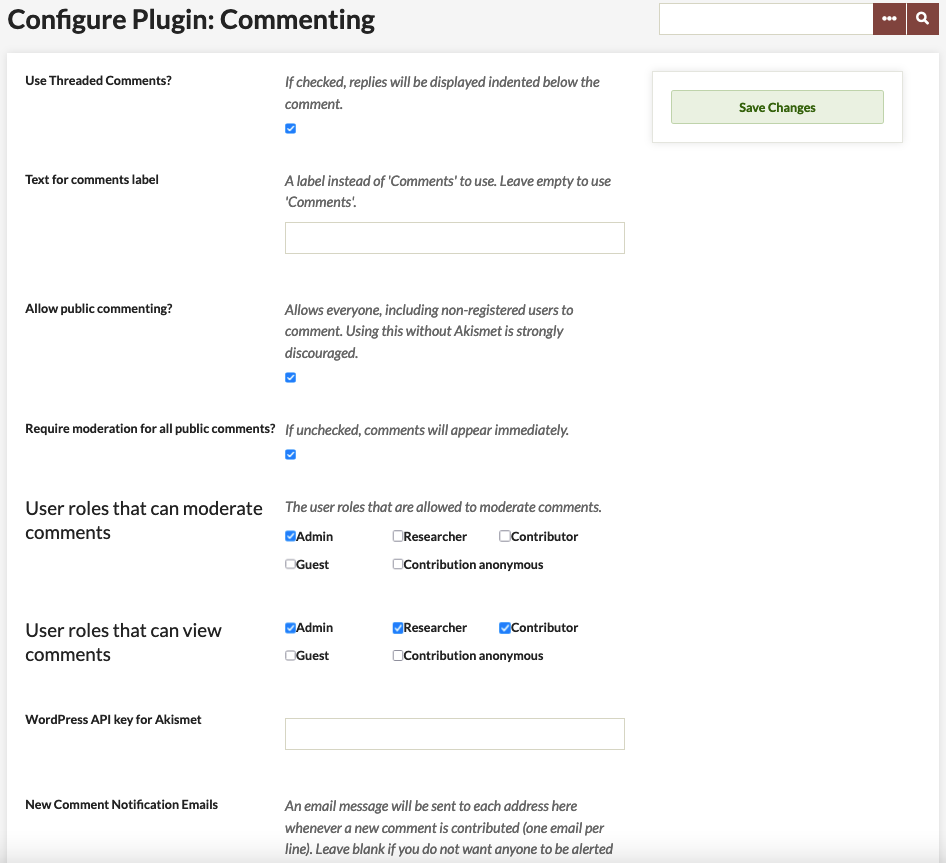 Configure Plugin: Commenting
Use Threaded Comments?
If checked, replies will be displayed indented below the
comment.
Save Changes
Text for comments label
A label instead of 'Comments' to use. Leave empty to use
'Comments'.
Allow public commenting?
Allows everyone, including non-registered users to
comment. Using this without Akismet is strongly
discouraged.
Require moderation for all public comments?
If unchecked, comments will appear immediately.
User roles that can moderate
comments
The user roles that are allowed to moderate comments.
Admin Researcher Contributor
Guest Contribution anonymous
User roles that can view
comments
Admin Researcher Contributor
Guest Contribution anonymous
WordPress API key for Akismet
New Comment Notification Emails
An email message will be sent to each address here
whenever a new comment is contributed (one email per
line). Leave blank if you do not want anyone to be alerted